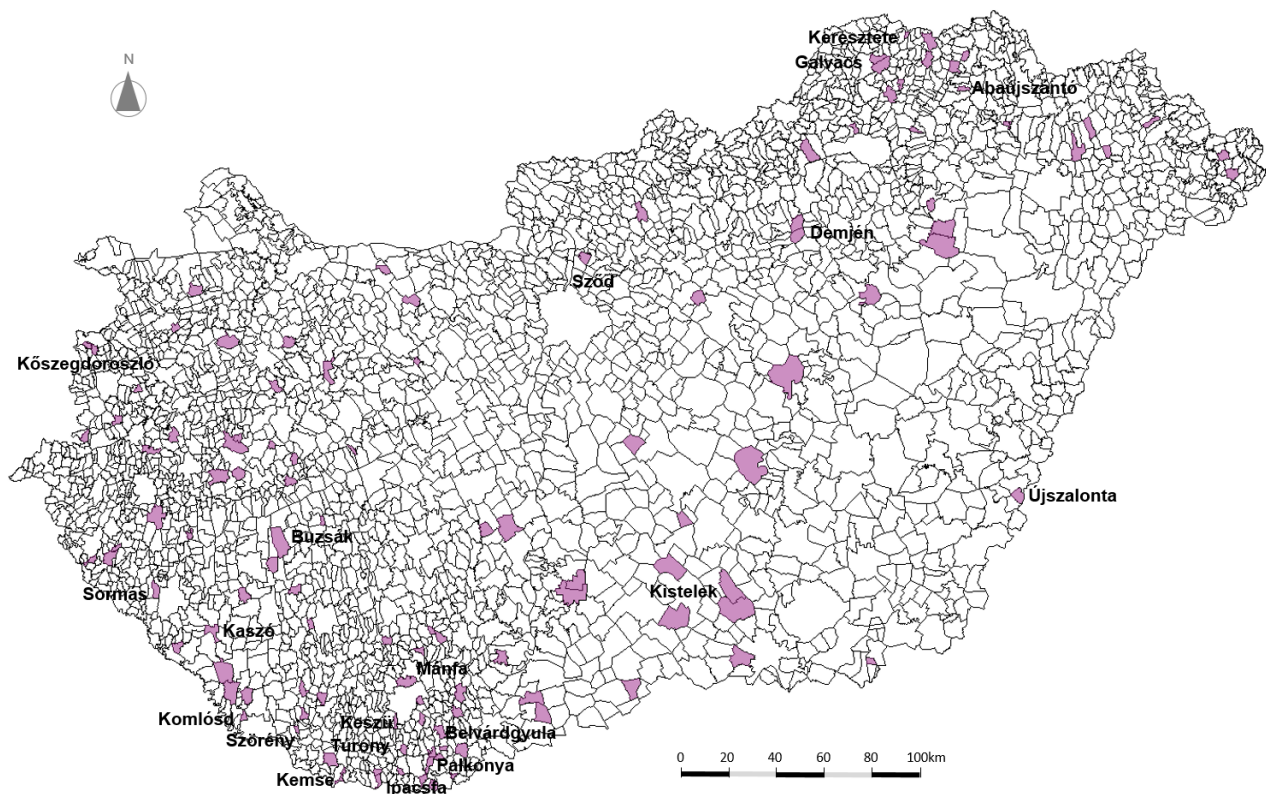 Keresztéte
N
Galvács
Abaújszántó
Demjén
Sződ
Kőszegdoroszló
Újszalonta
Buzsák
Kistelek
Sormás
Kaszó
Mánfa
Komlósd
Keszü
Belvárdgyula
Szörény
Turony
Palkonya
Kemse
Ipacsfa
0 20 40 60 80 100km